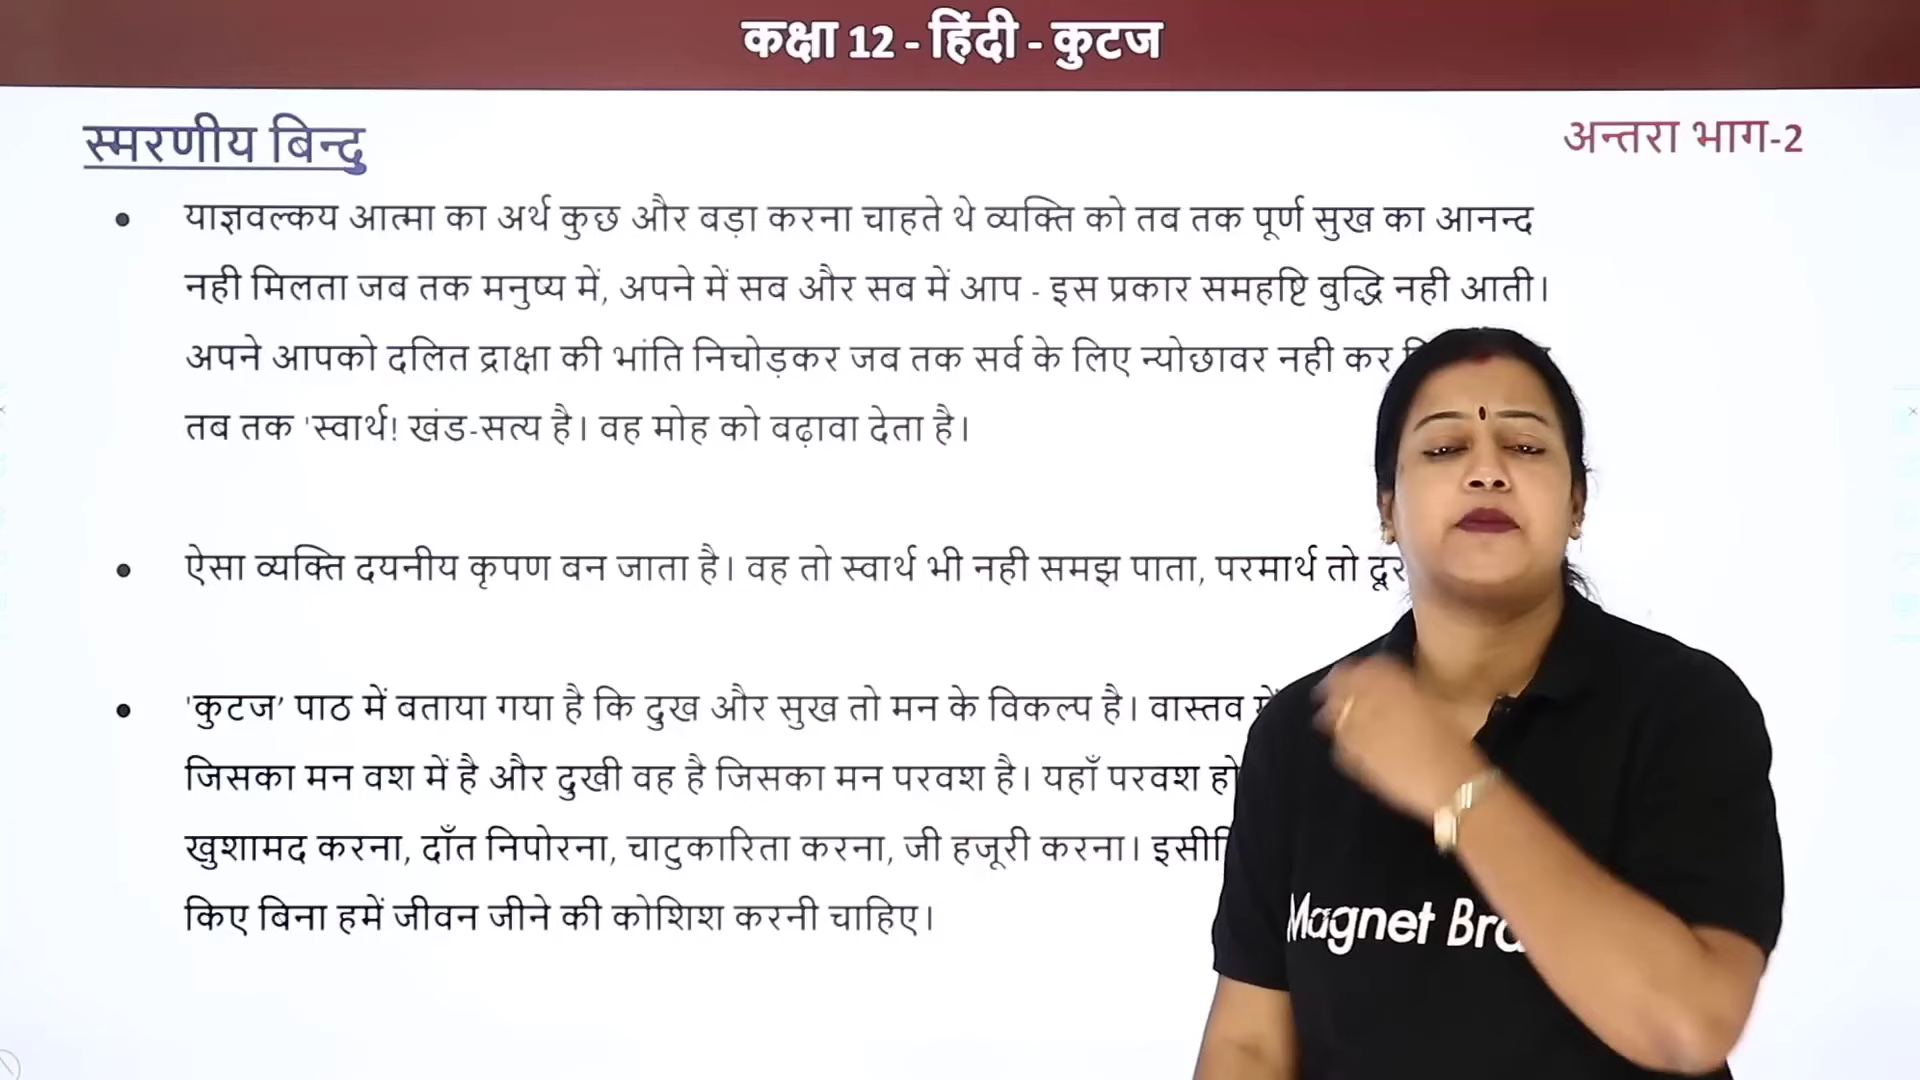 कक्षा 12 - हिंदी - कुटज
स्मरणीय बिन्दु
अन्तरा भाग-2
याज्ञवल्कय आत्मा का अर्थ कुछ और बड़ा करना चाहते थे व्यक्ति को तब तक पूर्ण सुख का आनन्द
नही मिलता जब तक मनुष्य में, अपने में सब और सब में आप - इस प्रकार समहष्टि बुद्धि नही आती।
अपने आपको दलित द्राक्षा की भांति निचोड़कर जब तक सर्व के लिए न्योछावर नही कर
तब तक 'स्वार्थ! खंड-सत्य है। वह मोह को बढ़ावा देता है।
ऐसा व्यक्ति दयनीय कृपण बन जाता है। वह तो स्वार्थ भी नही समझ पाता, परमार्थ तो दूर
'कुटज’ पाठ में बताया गया है कि दुख और सुख तो मन के विकल्प है। वास्तव में
जिसका मन वश में है और दुखी वह है जिसका मन परवश है। यहाँ परवश
खुशामद करना, दाँत निपोरना, चाटुकारिता करना, जी हजूरी करना।
किए बिना हमें जीवन जीने की कोशिश करनी चाहिए।
Magnet